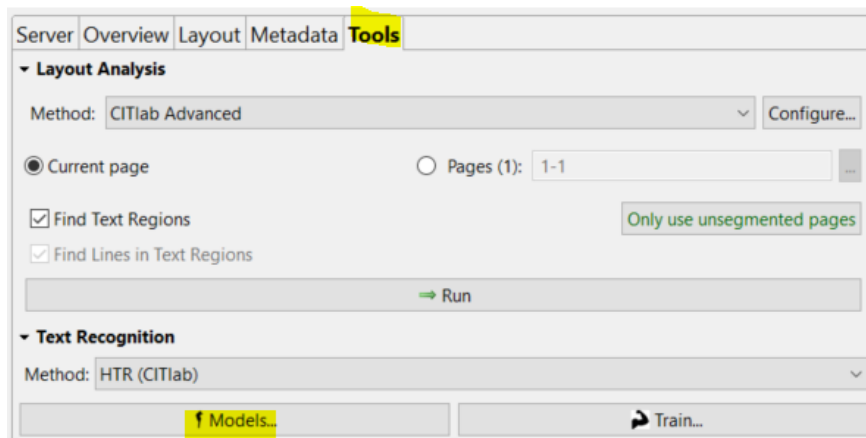 Server Overview Layout Metadata Tools
Layout Analysis
Method: CITlab Advanced Configure...
Current page Pages (1): 1-1 ...
Find Text Regions Only use unsegmented pages
Find Lines in Text Regions
⇒ Run
Text Recognition
Method: HTR (CITlab)
Models... Train...